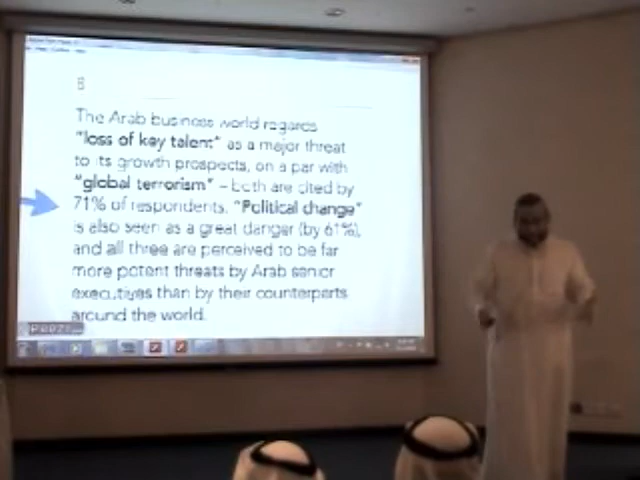 The Arab business world regards
"loss of key talent" as a major threat
to its growth prospects, on a par with
"global terrorism" – both are cited by
71% of respondents. "Political change"
is also seen as a great danger (by 61%),
and all three are perceived to be far
more potent threats by Arab senior
executives than by their counterparts
around the world.